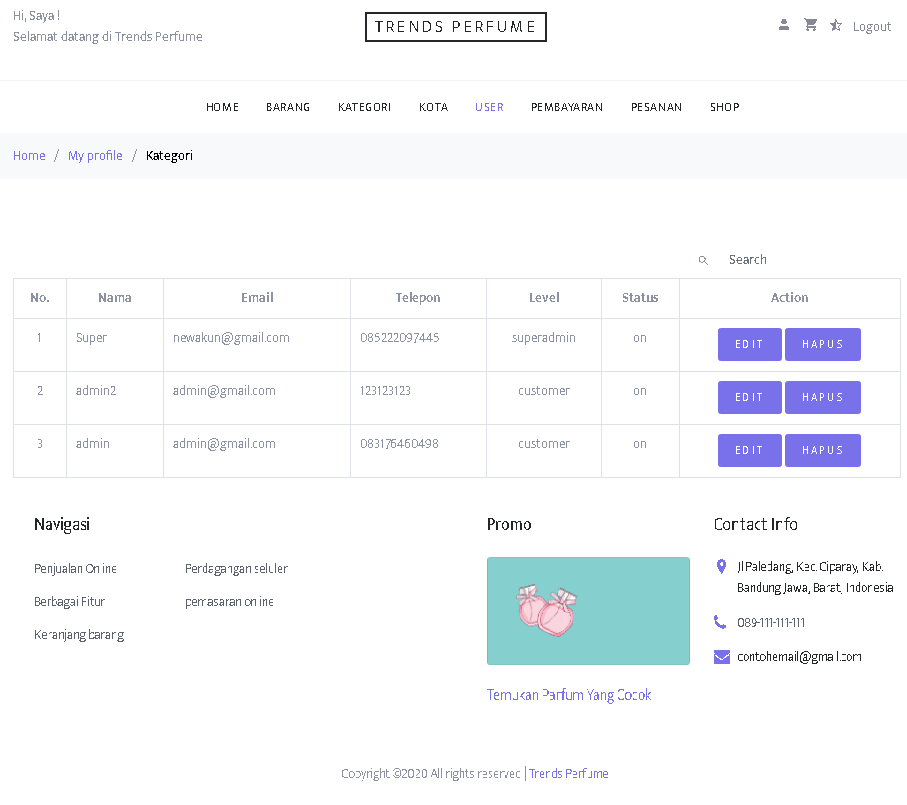 Hi, Saya !
Selamat datang di Trends Perfume
TRENDS PERFUME
Logout
HOME BARANG KATEGORI KOTA USER PEMBAYARAN PESANAN SHOP
Home / My profile / Kategori
Search
No. Nama Email Telepon Level Status Action
1 Super newakun@gmail.com 085222097445 superadmin on EDIT HAPUS
2 admin2 admin@gmail.com 123123123 customer on EDIT HAPUS
3 admin admin@gmail.com 083176460498 customer on EDIT HAPUS
Navigasi
Penjualan Online
Berbagai Fitur
Keranjang barang
Perdagangan seluler
pemasaran online
Promo
Temukan Parfum Yang Cocok
Contact Info
Jl Paledang, Kec. Ciparay, Kab.
Bandung Jawa, Barat, Indonesia
089-111-111-111
contohemail@gmail.com
Copyright ©2020 All rights reserved | Trends Perfume